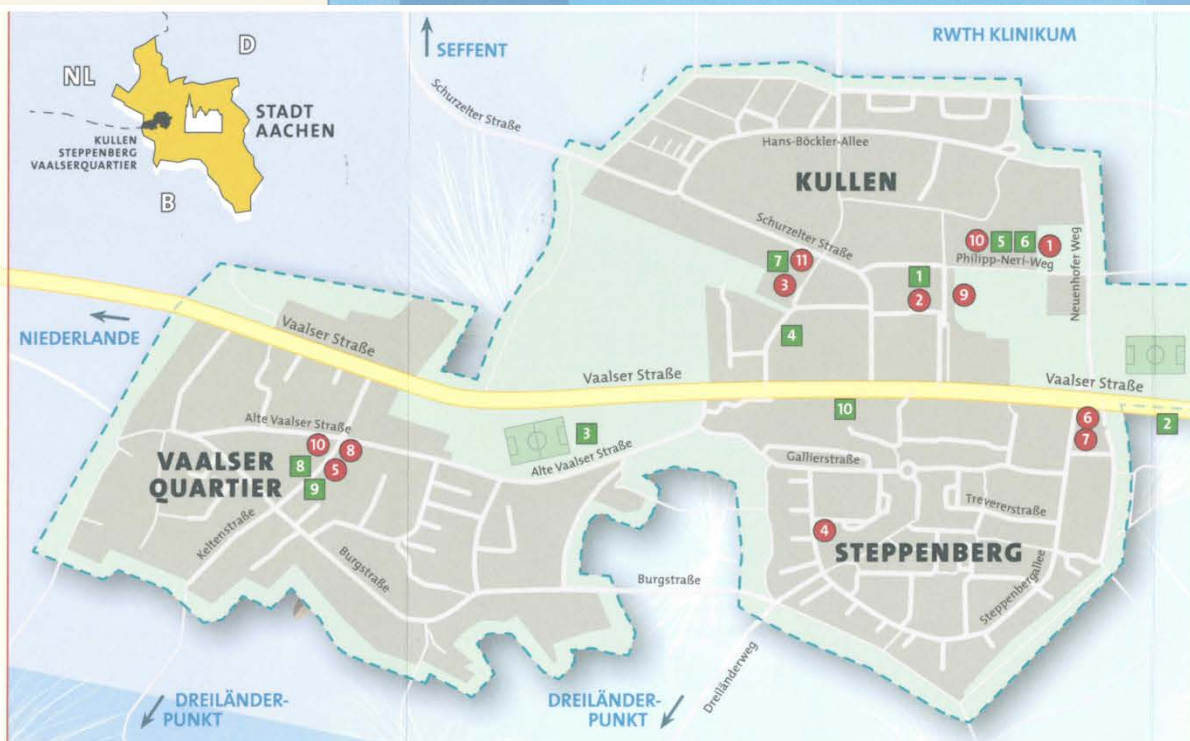 NL
D
B
STADT
AACHEN
KULLEN
STEPPENBERG
VAALSERQUARTIER
SEFFENT
RWTH KLINIKUM
Schurzelter Straße
Hans-Böckler-Allee
KULLEN
Schurzelter Straße
10 5 6 1
Philipp-Neri-Weg
Neuenhofer Weg
7 11
3
1
2
9
4
NIEDERLANDE
Vaalser Straße
Vaalser Straße
Vaalser Straße
10
6
7
2
3
Alte Vaalser Straße
Alte Vaalser Straße
10 8
8 5
9
VAALSER
QUARTIER
Keltenstraße
Burgstraße
Burgstraße
Gallierstraße
Trevererstraße
4
STEPPENBERG
Steppenbergallee
Dreiländerweg
DREILÄNDER-
PUNKT
DREILÄNDER-
PUNKT